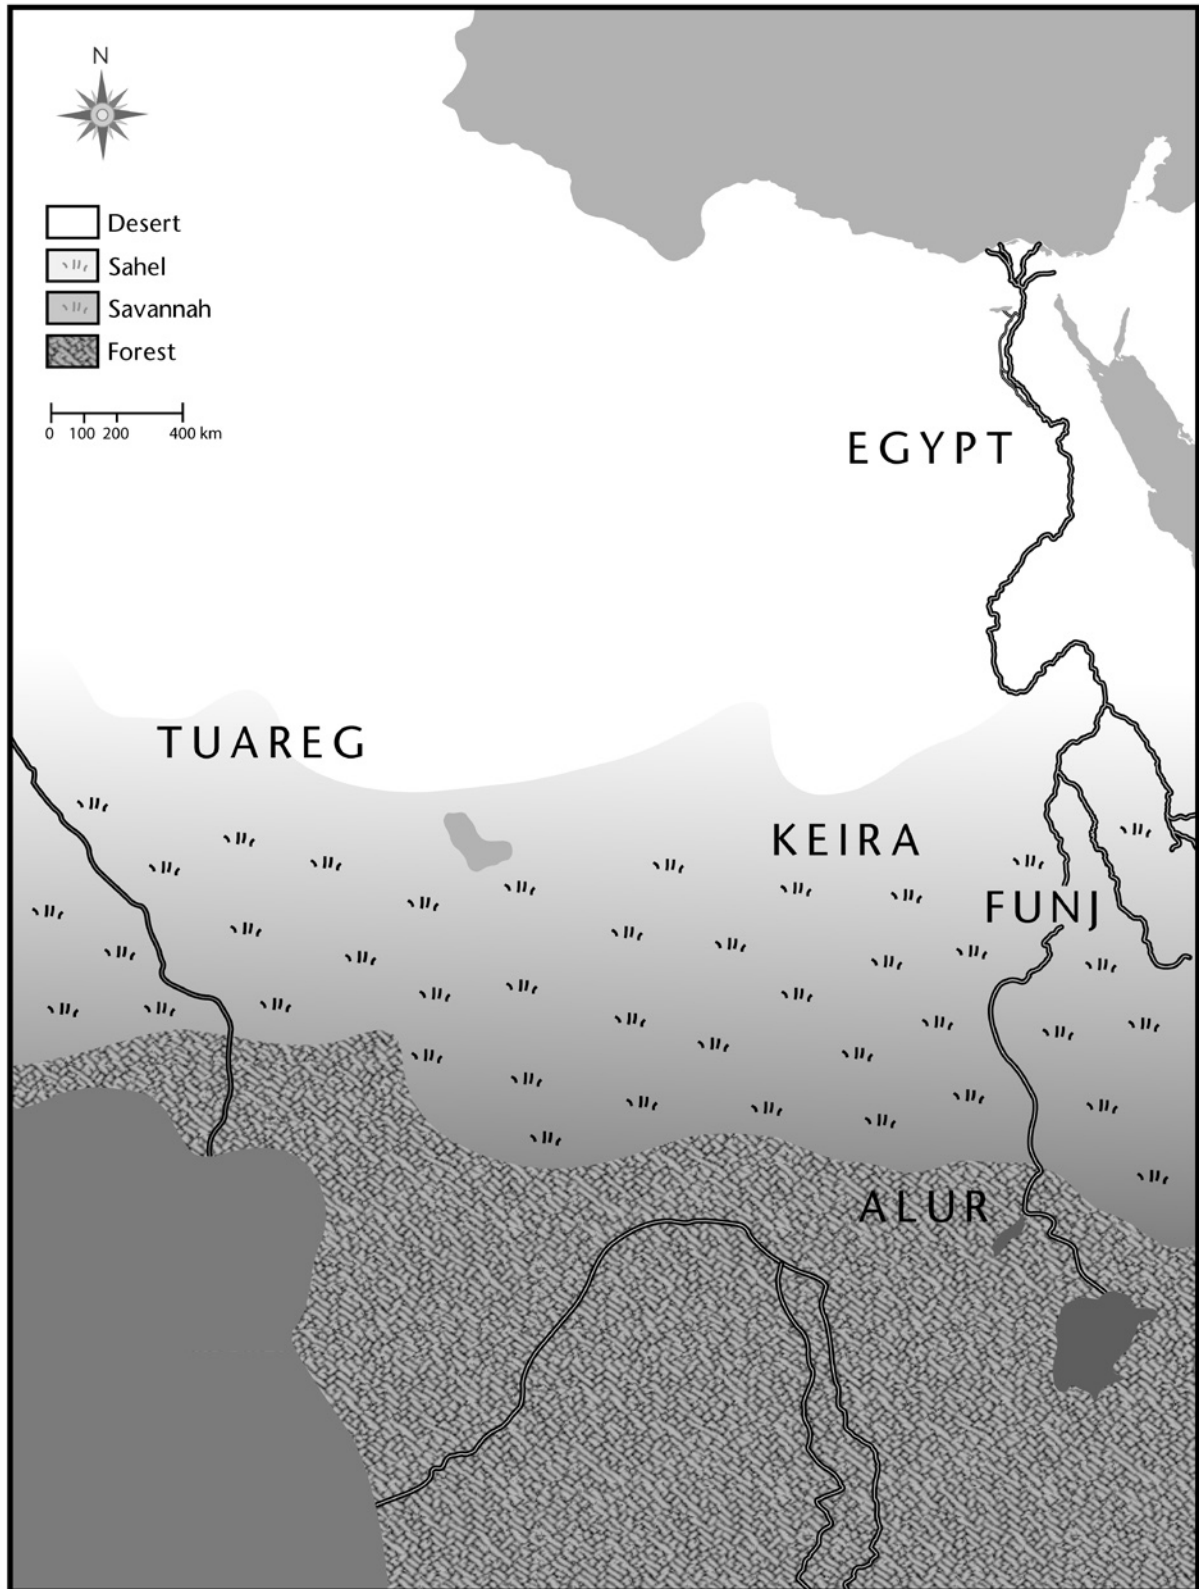 N
Desert
Sahel
Savannah
Forest
0 100 200 400 km
EGYPT
TUAREG
KEIRA
FUNJ
ALUR